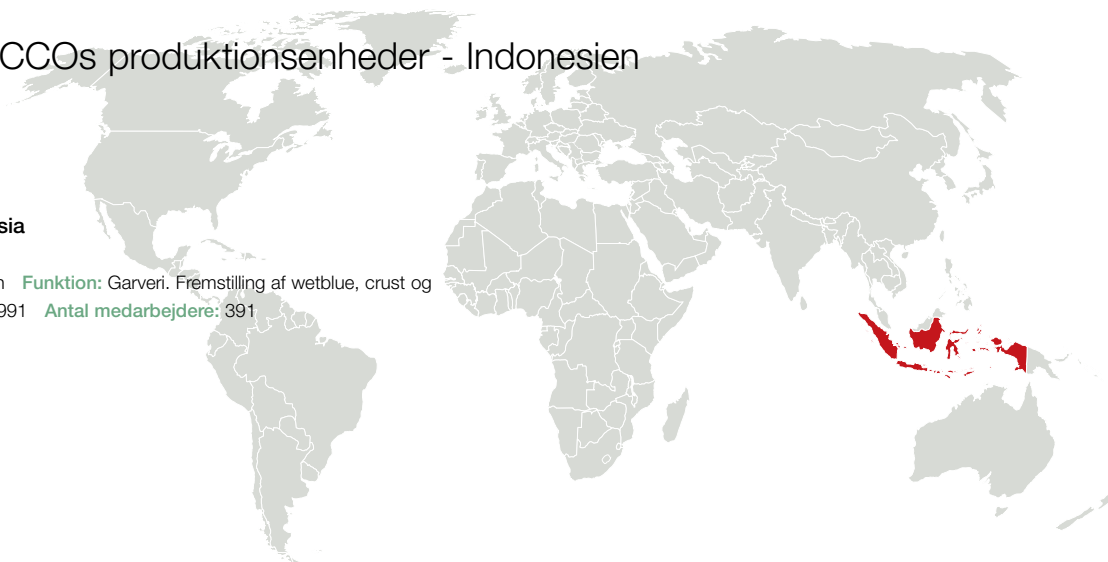 CCOs produktionsenheder - Indonesien
sia
n Funktion: Garveri. Fremstilling af wetblue, crust og
991 Antal medarbejdere: 391